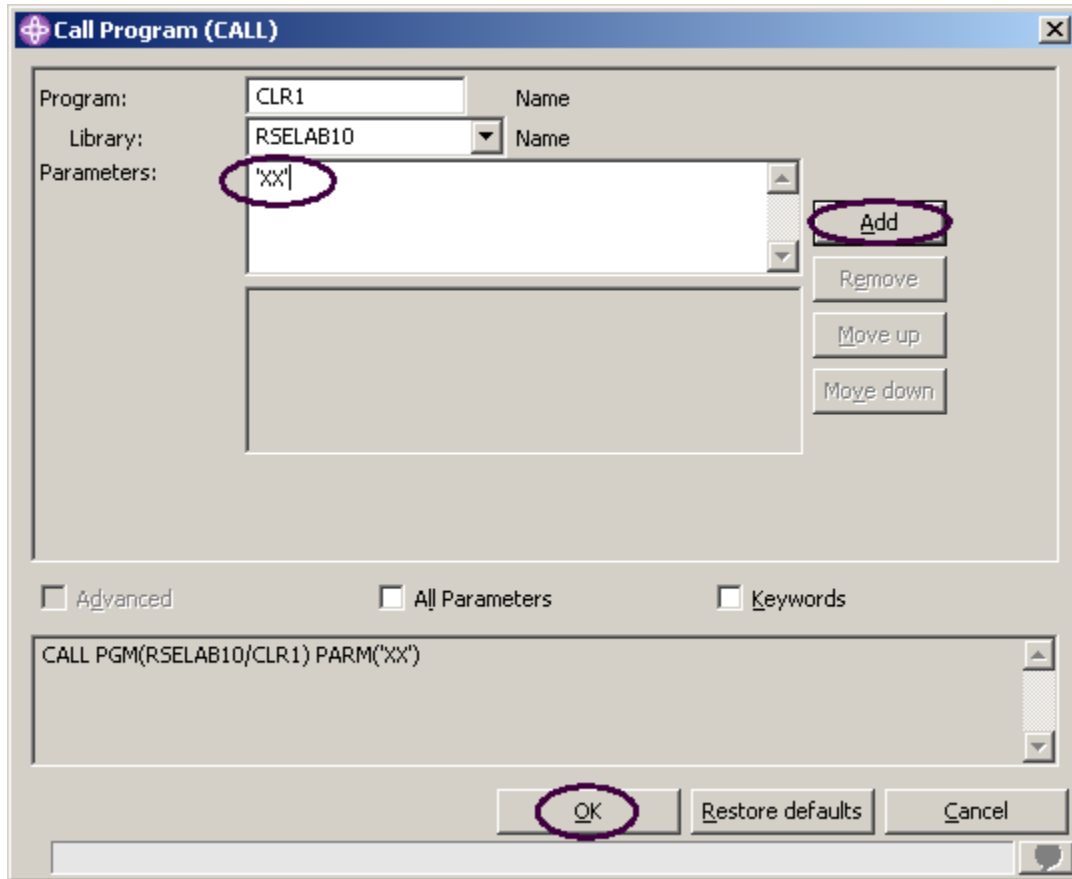 Call Program (CALL)
Program: CLR1 Name
Library: RSELAB10 Name
Parameters: 'XX'
Add
Remove
Move up
Move down
Advanced All Parameters Keywords
CALL PGM(RSELAB10/CLR1) PARM('XX')
OK Restore defaults Cancel